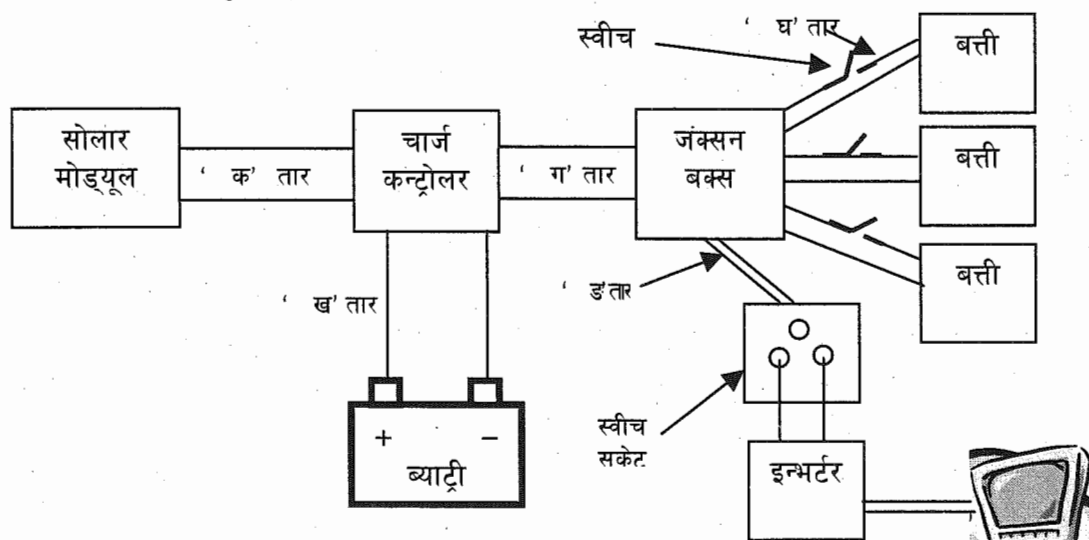 स्वीच
' घ' तार
बत्ती
सोलार
मोड्यूल
' क' तार
चार्ज
कन्ट्रोलर
' ग' तार
जंक्सन
बक्स
बत्ती
बत्ती
' ख' तार
' ड' तार
+ −
ब्याट्री
स्वीच
सकेट
इन्भर्टर